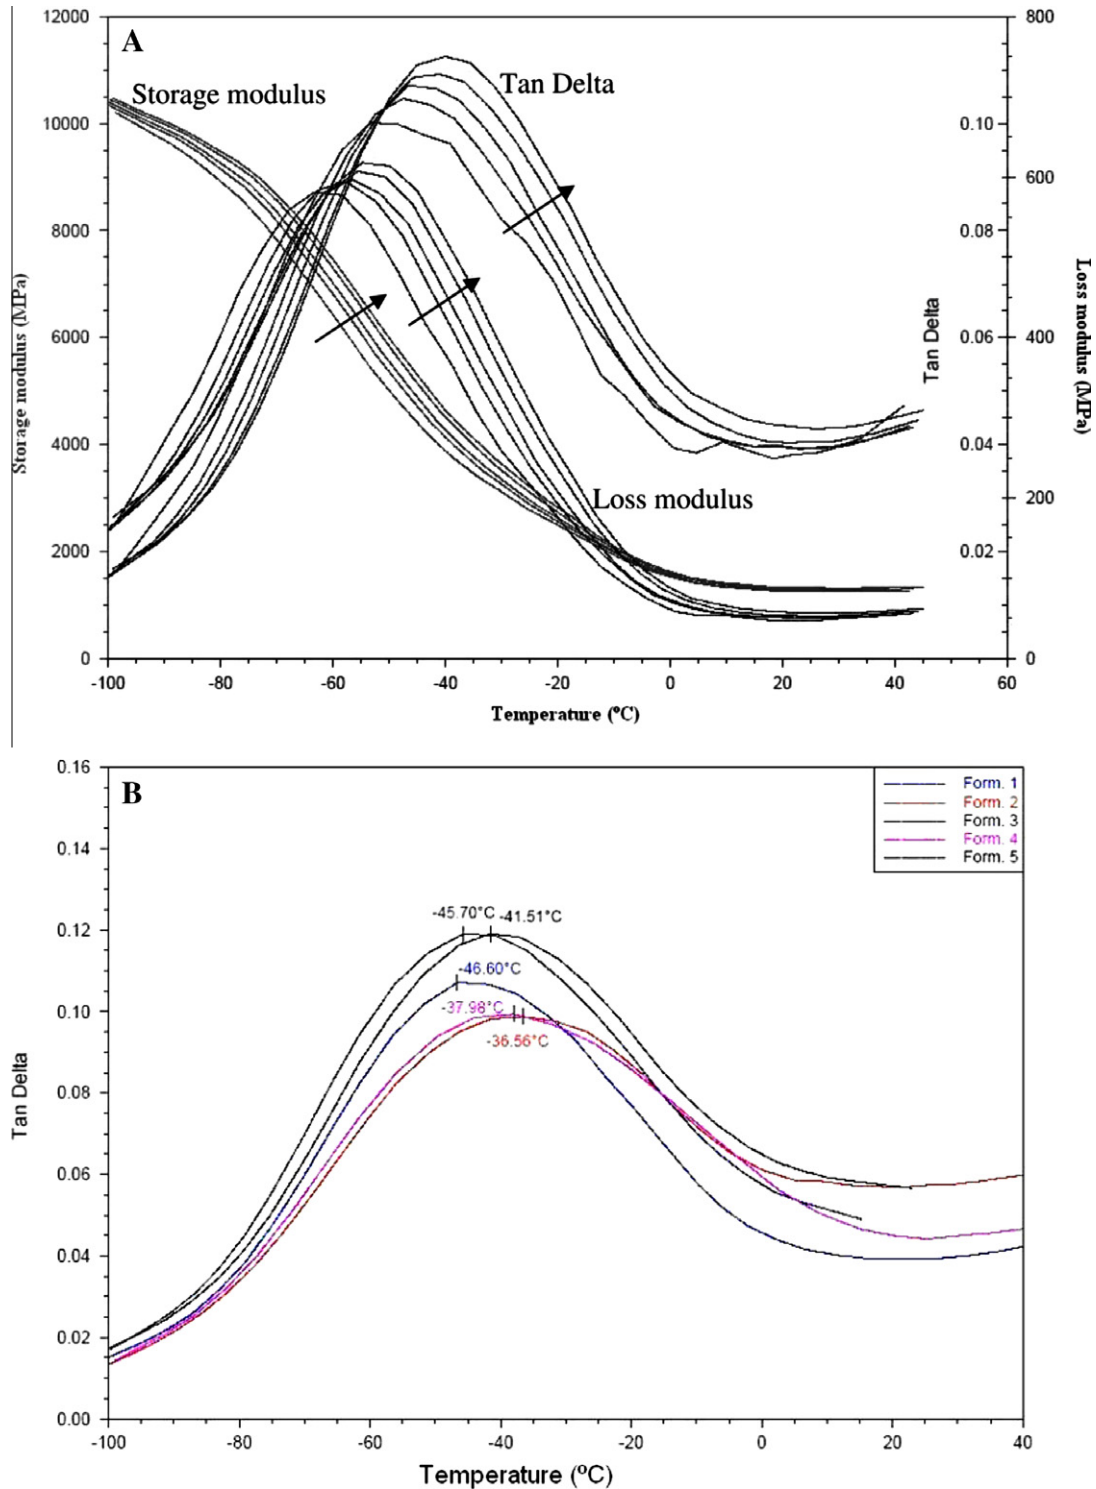 A
Storage modulus
Tan Delta
Loss modulus
12000
10000
8000
6000
4000
2000
0
Storage modulus (MPa)
-100 -80 -60 -40 -20 0 20 40 60
Temperature (ºC)
0.10
0.08
0.06
0.04
0.02
Tan Delta
800
600
400
200
0
Loss modulus (MPa)
B
Form. 1
Form. 2
Form. 3
Form. 4
Form. 5
-45.70°C -41.51°C
-46.60°C
-37.98°C
-36.56°C
0.16
0.14
0.12
0.10
0.08
0.06
0.04
0.02
0.00
Tan Delta
-100 -80 -60 -40 -20 0 20 40
Temperature (ºC)